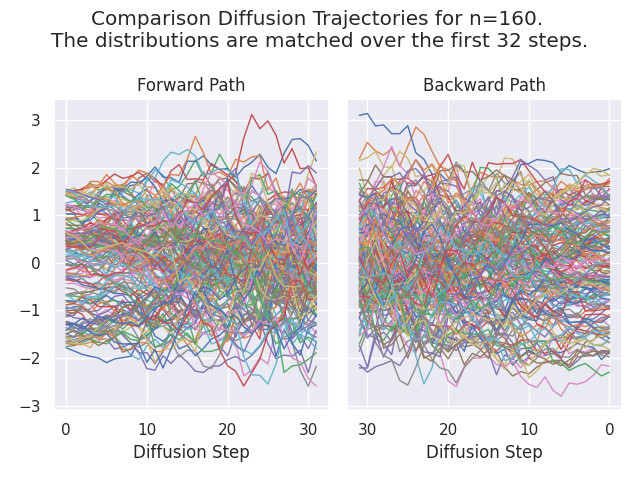 Comparison Diffusion Trajectories for n=160.
The distributions are matched over the first 32 steps.
Forward Path
Backward Path
3
2
1
0
−1
−2
−3
0 10 20 30
30 20 10 0
Diffusion Step
Diffusion Step